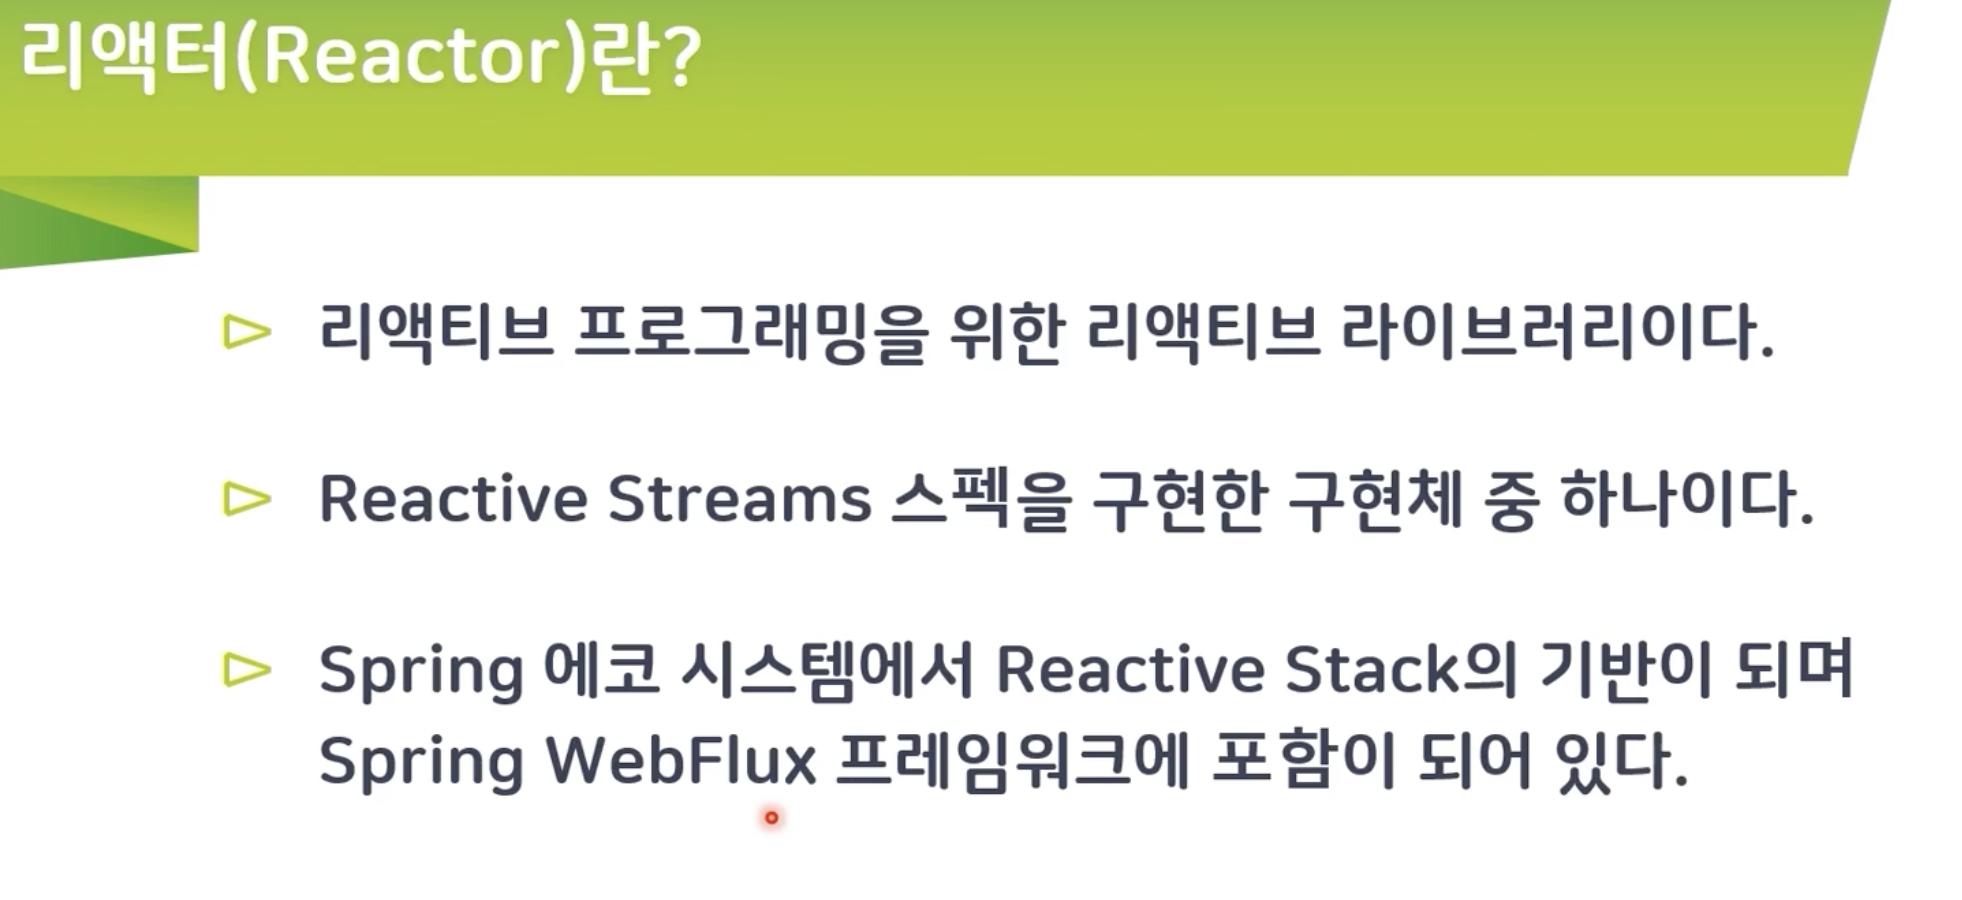 리액터(Reactor)란?
리액티브 프로그래밍을 위한 리액티브 라이브러리이다.
Reactive Streams 스펙을 구현한 구현체 중 하나이다.
Spring 에코 시스템에서 Reactive Stack의 기반이 되며
Spring WebFlux 프레임워크에 포함이 되어 있다.